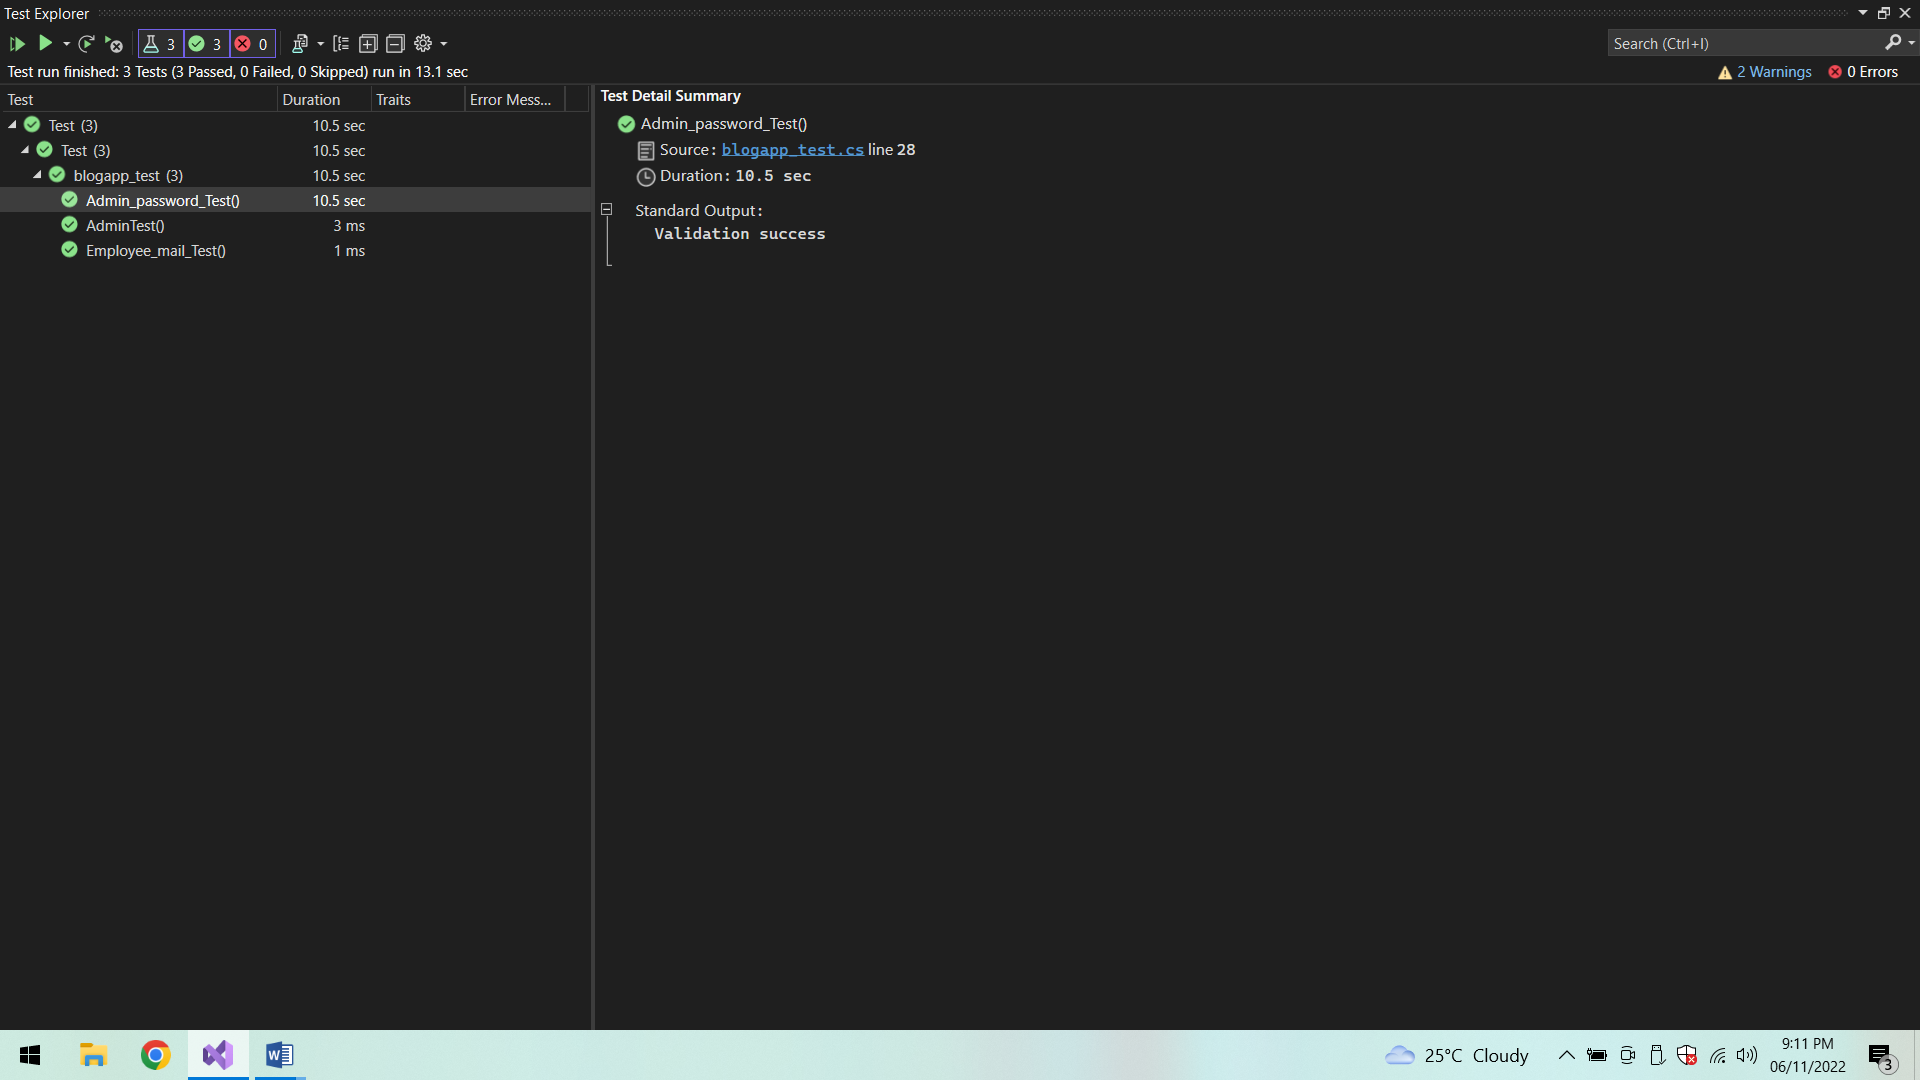 Test Explorer
3 3 0
Search (Ctrl+I)
Test run finished: 3 Tests (3 Passed, 0 Failed, 0 Skipped) run in 13.1 sec
2 Warnings 0 Errors
Test Duration Traits Error Mess...
Test (3) 10.5 sec
Test (3) 10.5 sec
blogapp_test (3) 10.5 sec
Admin_password_Test() 10.5 sec
AdminTest() 3 ms
Employee_mail_Test() 1 ms
Test Detail Summary
Admin_password_Test()
Source: blogapp_test.cs line 28
Duration: 10.5 sec
Standard Output:
Validation success
W
25°C Cloudy
9:11 PM
06/11/2022
3